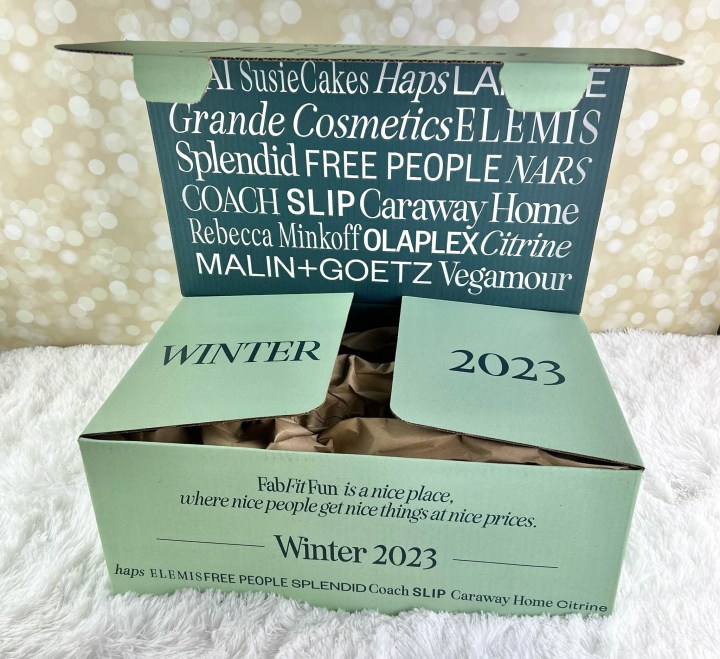 SusieCakes Haps
Grande Cosmetics ELEMIS
Splendid FREE PEOPLE NARS
COACH SLIP Caraway Home
Rebecca Minkoff OLAPLEX Citrine
MALIN+GOETZ Vegamour
WINTER 2023
FabFitFun is a nice place,
where nice people get nice things at nice prices.
Winter 2023
haps ELEMIS FREE PEOPLE SPLENDID Coach SLIP Caraway Home Citrine